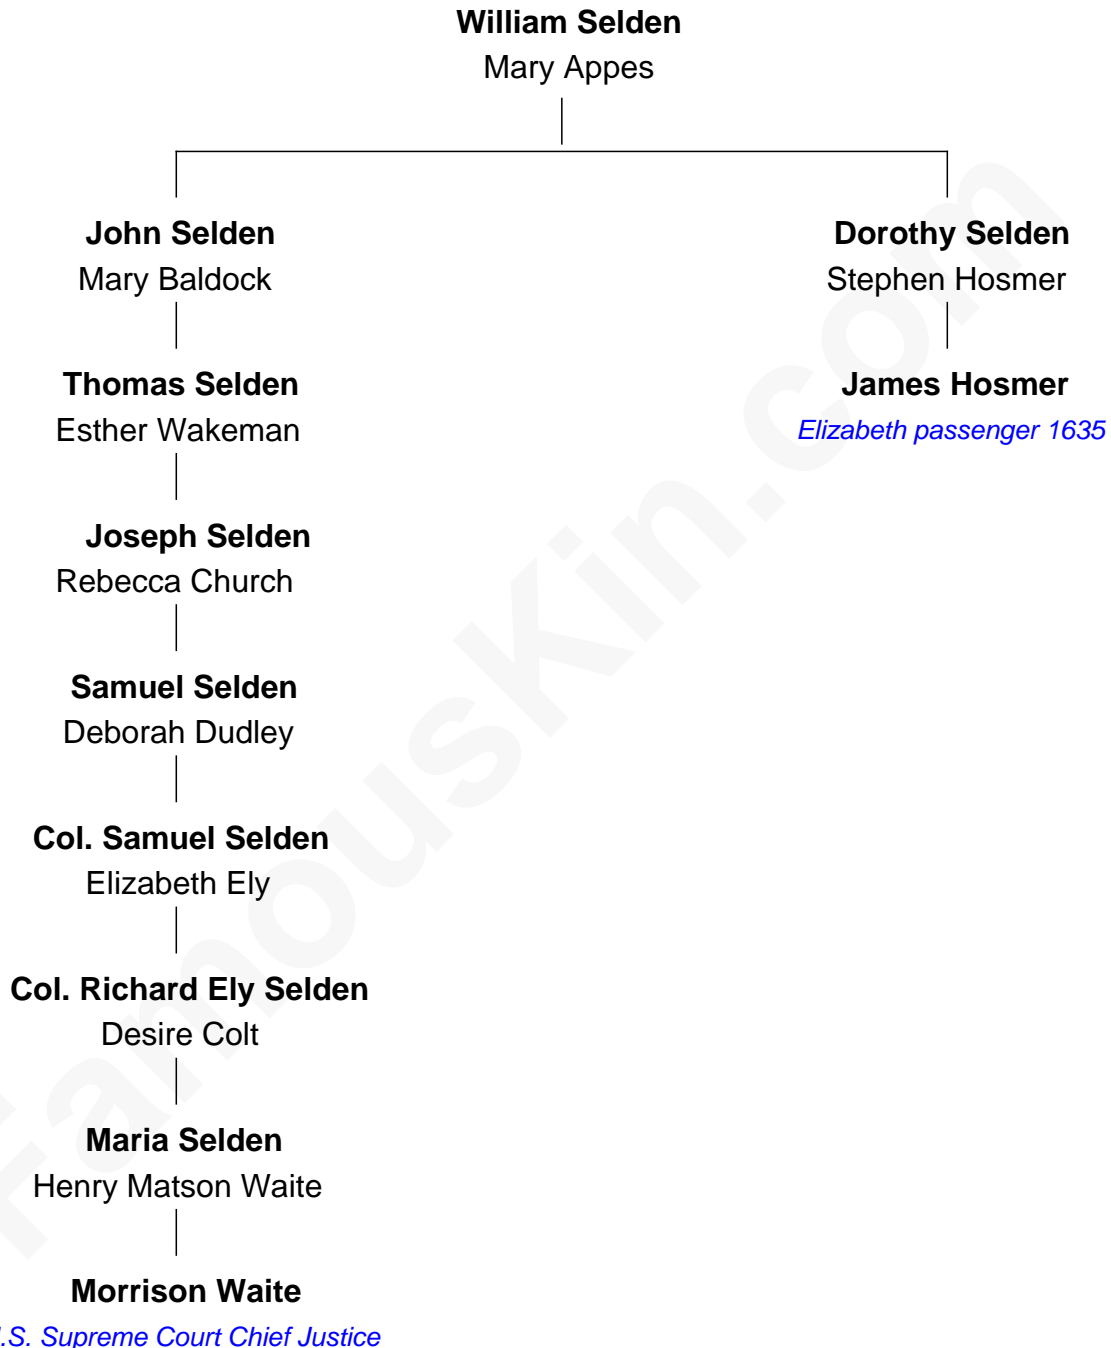 William Selden
Mary Appes
John Selden
Mary Baldock
Dorothy Selden
Stephen Hosmer
Thomas Selden
Esther Wakeman
James Hosmer
Elizabeth passenger 1635
Joseph Selden
Rebecca Church
Samuel Selden
Deborah Dudley
Col. Samuel Selden
Elizabeth Ely
Col. Richard Ely Selden
Desire Colt
Maria Selden
Henry Matson Waite
Morrison Waite
.S. Supreme Court Chief Justice
FamousKin.com